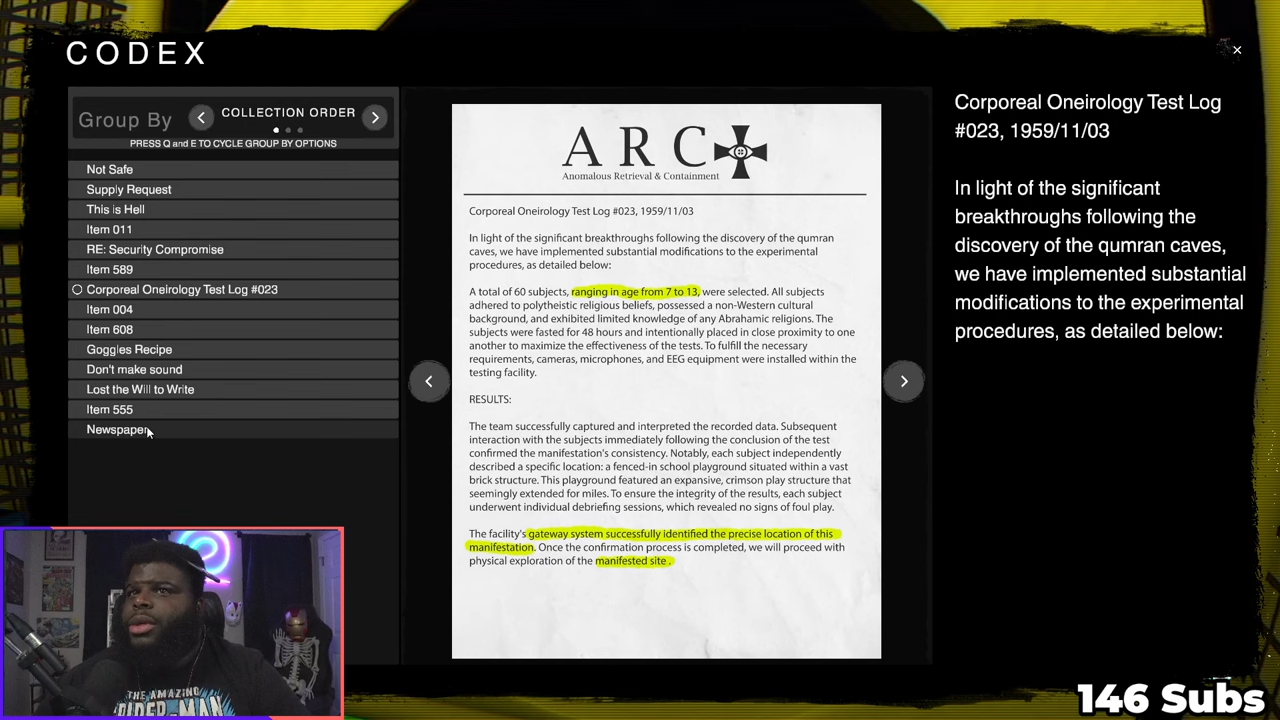 CODEX
Group By
COLLECTION ORDER
PRESS Q and E TO CYCLE GROUP BY OPTIONS
Not Safe
Supply Request
This is Hell
Item 011
RE: Security Compromise
Item 589
Corporeal Oneirology Test Log #023
Item 004
Item 608
Goggles Recipe
Don't make sound
Lost the Will to Write
Item 555
Newspaper
ARC
Anomalous Retrieval & Containment
Corporeal Oneirology Test Log #023, 1959/11/03
In light of the significant breakthroughs following the discovery of the qumran
caves, we have implemented substantial modifications to the experimental
procedures, as detailed below:
A total of 60 subjects, ranging in age from 7 to 13, were selected. All subjects
adhered to polytheistic religious beliefs, possessed a non-Western cultural
background, and exhibited limited knowledge of any Abrahamic religions. The
subjects were fasted for 48 hours and intentionally placed in close proximity to one
another to maximize the effectiveness of the tests. To fulfill the necessary
requirements, cameras, microphones, and EEG equipment were installed within the
testing facility.
RESULTS:
The team successfully captured and interpreted the recorded data. Subsequent
interaction with the subjects immediately following the conclusion of the test
confirmed the manifestation's consistency. Notably, each subject independently
described a specific location: a fenced-in school playground situated within a vast
brick structure. This playground featured an expansive, crimson play structure that
seemingly extended for miles. To ensure the integrity of the results, each subject
underwent individual debriefing sessions, which revealed no signs of foul play.
The facility's gateway system successfully identified the precise location of this
manifestation. Once the confirmation process is completed, we will proceed with
physical exploration of the manifested site .
Corporeal Oneirology Test Log
#023, 1959/11/03
In light of the significant
breakthroughs following the
discovery of the qumran caves,
we have implemented substantial
modifications to the experimental
procedures, as detailed below:
THE AMAZING
SPIDER-MAN
146 Subs